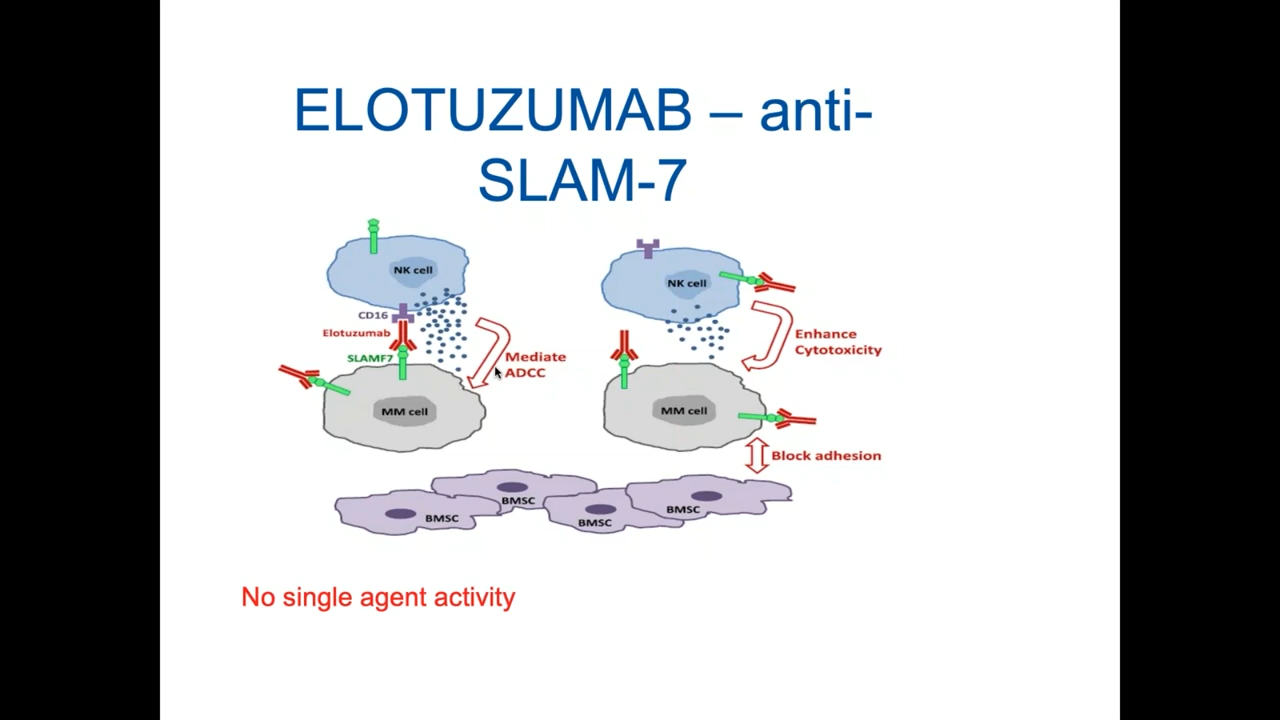 ELOTUZUMAB – anti-
SLAM-7
NK cell
CD16
Elotuzumab
SLAMF7
Mediate
ADCC
MM cell
NK cell
Enhance
Cytotoxicity
MM cell
Block adhesion
BMSC
BMSC
BMSC
BMSC
No single agent activity